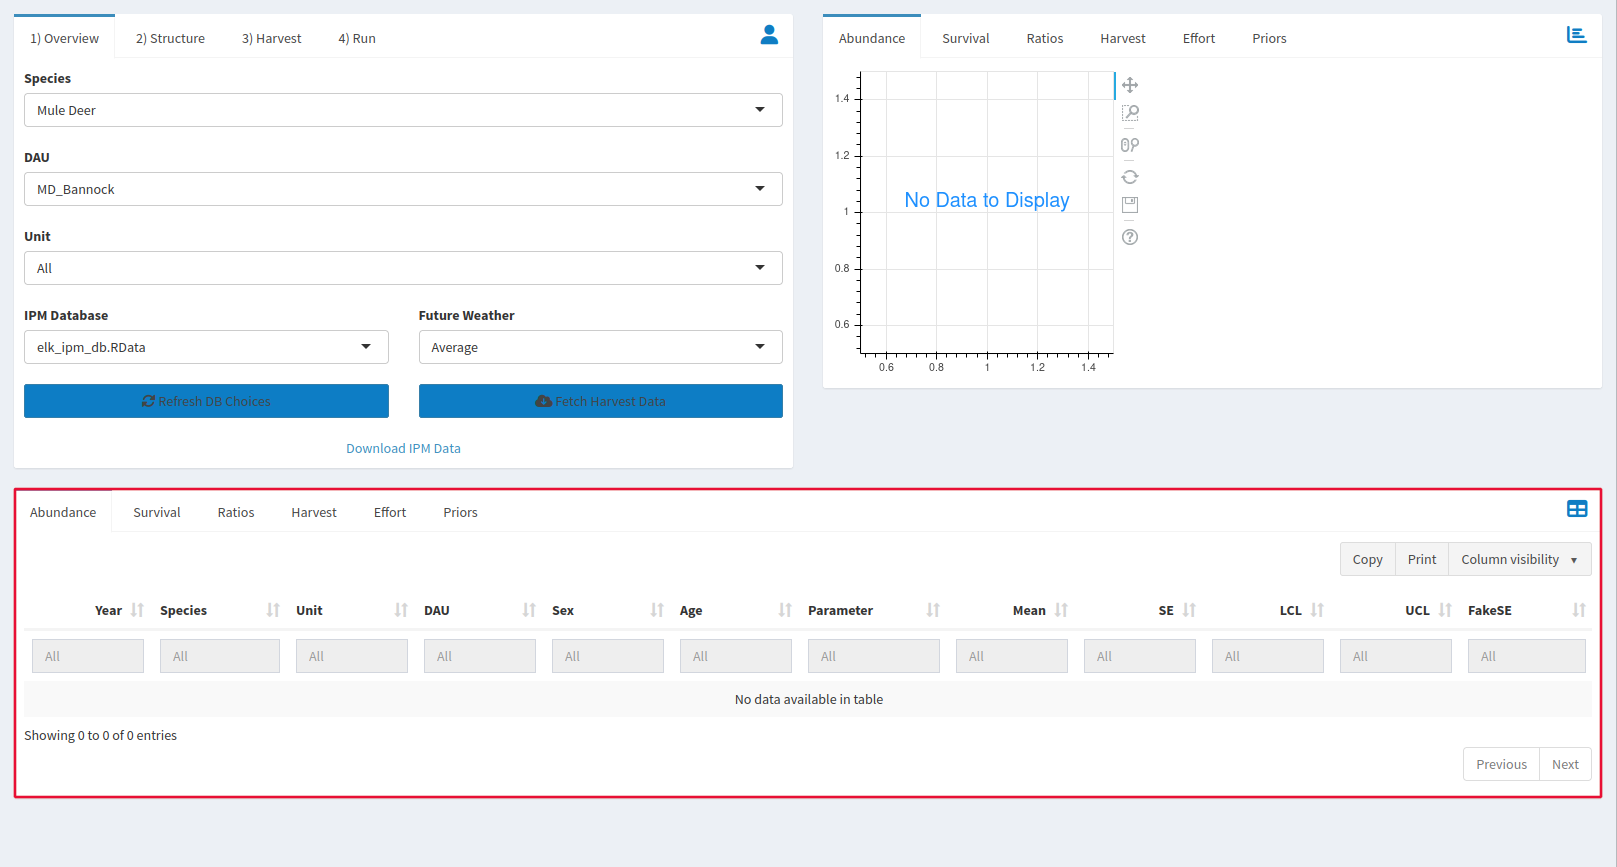 1) Overview 2) Structure 3) Harvest 4) Run
Species
Mule Deer
DAU
MD_Bannock
Unit
All
IPM Database Future Weather
elk_ipm_db.RData Average
Refresh DB Choices Fetch Harvest Data
Download IPM Data
Abundance Survival Ratios Harvest Effort Priors
1.4
1.2
1
0.8
0.6
No Data to Display
0.6 0.8 1 1.2 1.4
Abundance Survival Ratios Harvest Effort Priors
Copy Print Column visibility
Year Species Unit DAU Sex Age Parameter Mean SE LCL UCL FakeSE
All All All All All All All All All All All All
No data available in table
Showing 0 to 0 of 0 entries
Previous Next